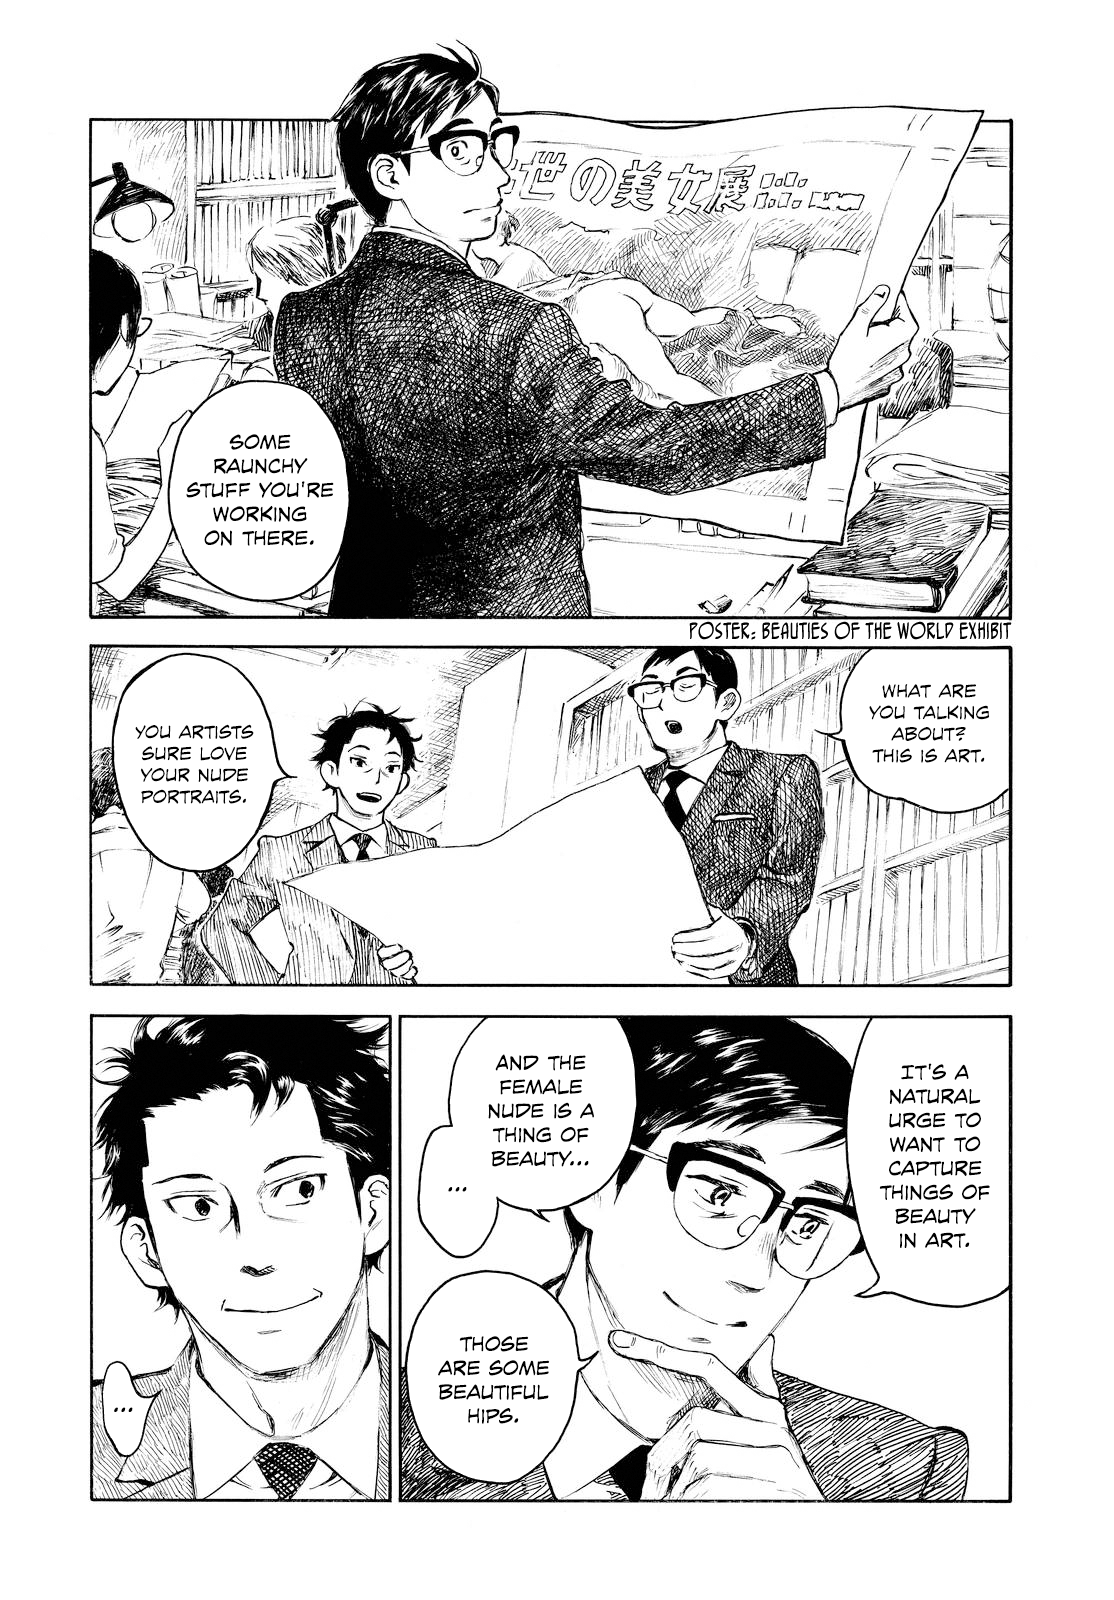 世の美女展
SOME
RAUNCHY
STUFF YOU'RE
WORKING
ON THERE.
POSTER: BEAUTIES OF THE WORLD EXHIBIT
WHAT ARE
YOU TALKING
ABOUT?
THIS IS ART.
YOU ARTISTS
SURE LOVE
YOUR NUDE
PORTRAITS.
IT'S A
NATURAL
URGE TO
WANT TO
CAPTURE
THINGS OF
BEAUTY
IN ART.
AND THE
FEMALE
NUDE IS A
THING OF
BEAUTY...
...
THOSE
ARE SOME
BEAUTIFUL
HIPS.
...